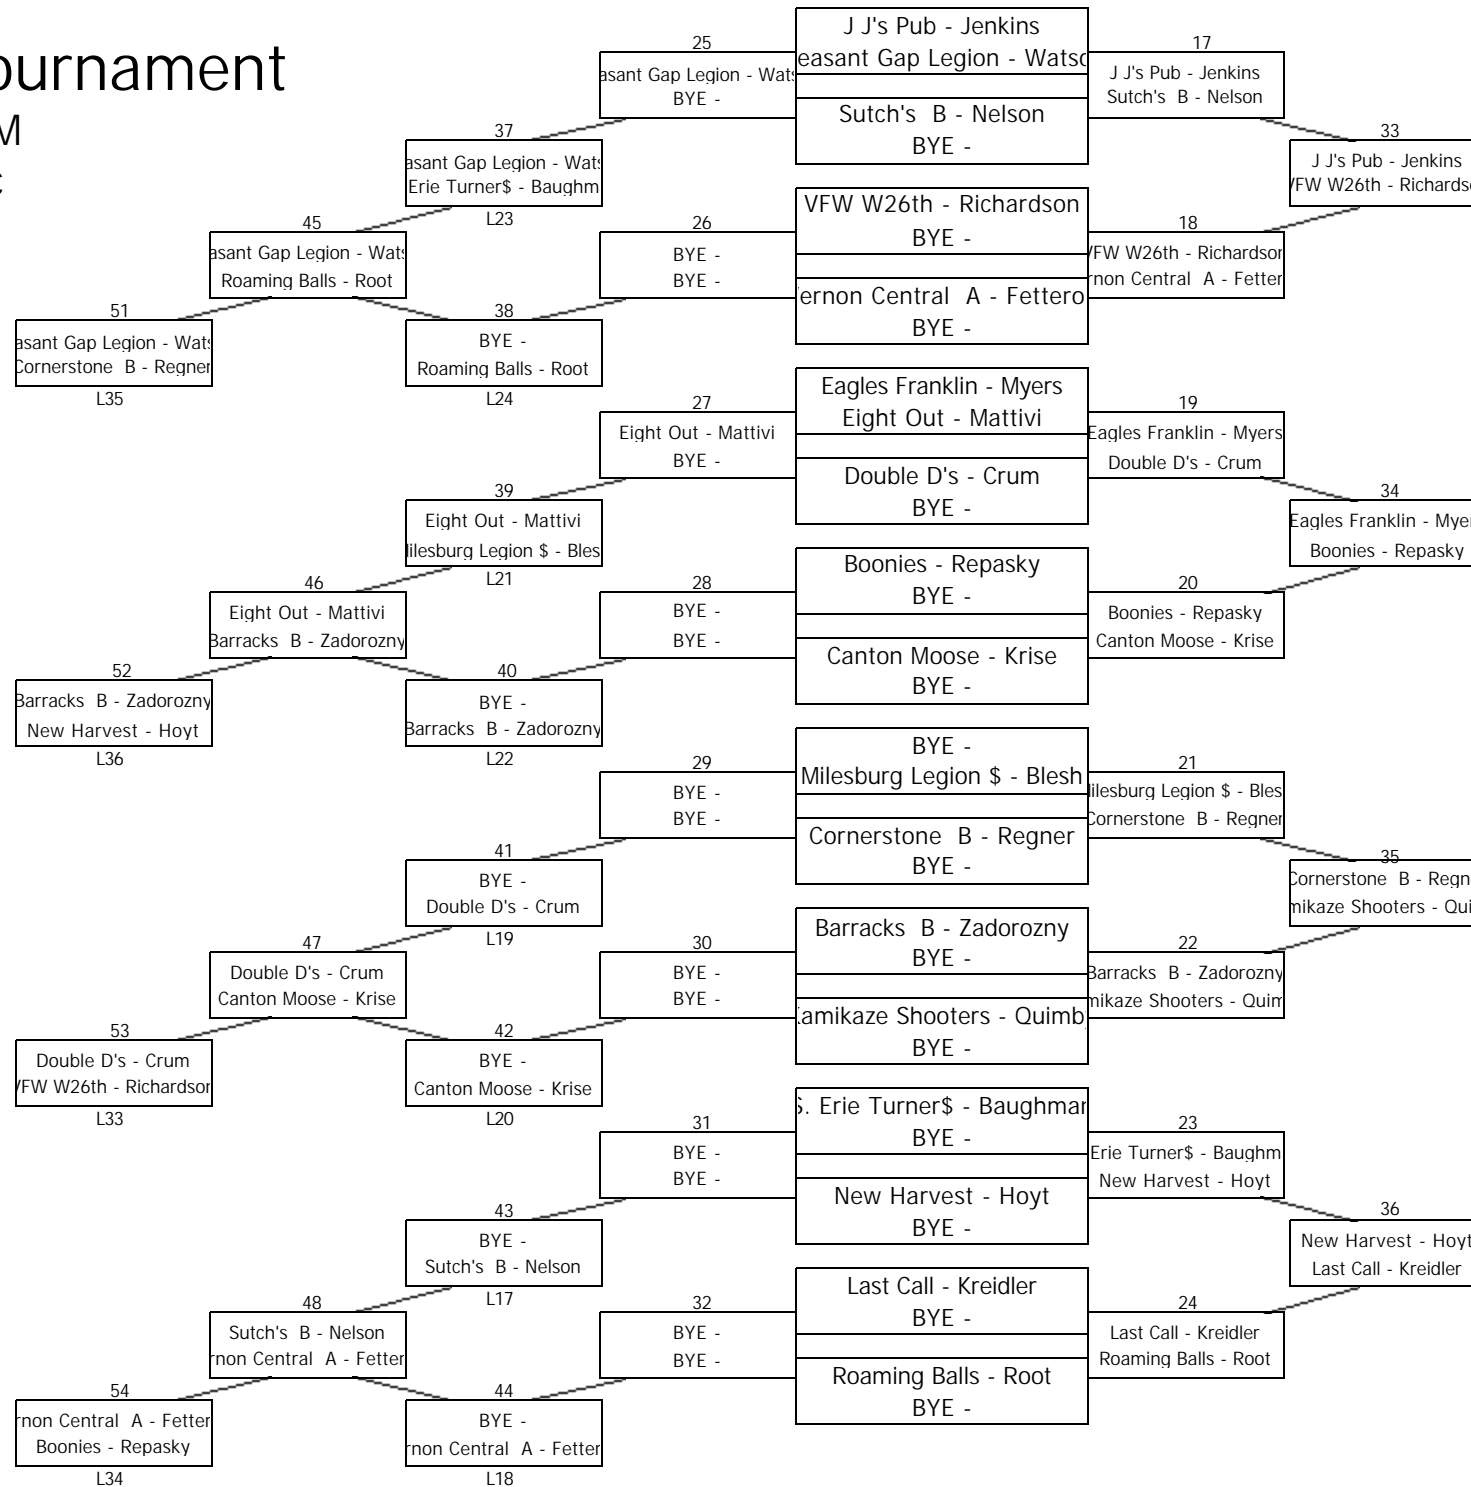 ournament
M
25
asant Gap Legion - Wats
BYE -
J J's Pub - Jenkins
easant Gap Legion - Watso
Sutch's B - Nelson
BYE -
17
J J's Pub - Jenkins
Sutch's B - Nelson
37
asant Gap Legion - Wats
Erie Turner$ - Baughm
L23
33
J J's Pub - Jenkins
VFW W26th - Richards
45
asant Gap Legion - Wats
Roaming Balls - Root
26
BYE -
BYE -
VFW W26th - Richardson
BYE -
ernon Central A - Fettero
BYE -
18
VFW W26th - Richardson
rnon Central A - Fetter
51
asant Gap Legion - Wats
Cornerstone B - Regner
L35
38
BYE -
Roaming Balls - Root
L24
27
Eight Out - Mattivi
BYE -
Eagles Franklin - Myers
Eight Out - Mattivi
Double D's - Crum
BYE -
19
Eagles Franklin - Myers
Double D's - Crum
39
Eight Out - Mattivi
ilesburg Legion $ - Bles
L21
34
Eagles Franklin - Mye
Boonies - Repasky
46
Eight Out - Mattivi
Barracks B - Zadorozny
28
BYE -
BYE -
Boonies - Repasky
BYE -
Canton Moose - Krise
BYE -
20
Boonies - Repasky
Canton Moose - Krise
52
Barracks B - Zadorozny
New Harvest - Hoyt
L36
40
BYE -
Barracks B - Zadorozny
L22
29
BYE -
BYE -
BYE -
Milesburg Legion $ - Blesh
Cornerstone B - Regner
BYE -
21
ilesburg Legion $ - Bles
Cornerstone B - Regner
41
BYE -
Double D's - Crum
L19
35
Cornerstone B - Regn
mikaze Shooters - Qui
47
Double D's - Crum
Canton Moose - Krise
30
BYE -
BYE -
Barracks B - Zadorozny
BYE -
Kamikaze Shooters - Quimb
BYE -
22
Barracks B - Zadorozny
mikaze Shooters - Quim
53
Double D's - Crum
VFW W26th - Richardson
L33
42
BYE -
Canton Moose - Krise
L20
31
BYE -
BYE -
S. Erie Turner$ - Baughman
BYE -
New Harvest - Hoyt
BYE -
23
Erie Turner$ - Baughm
New Harvest - Hoyt
43
BYE -
Sutch's B - Nelson
L17
36
New Harvest - Hoyt
Last Call - Kreidler
48
Sutch's B - Nelson
rnon Central A - Fetter
32
BYE -
BYE -
Last Call - Kreidler
BYE -
Roaming Balls - Root
BYE -
24
Last Call - Kreidler
Roaming Balls - Root
54
rnon Central A - Fetter
Boonies - Repasky
L34
44
BYE -
rnon Central A - Fetter
L18